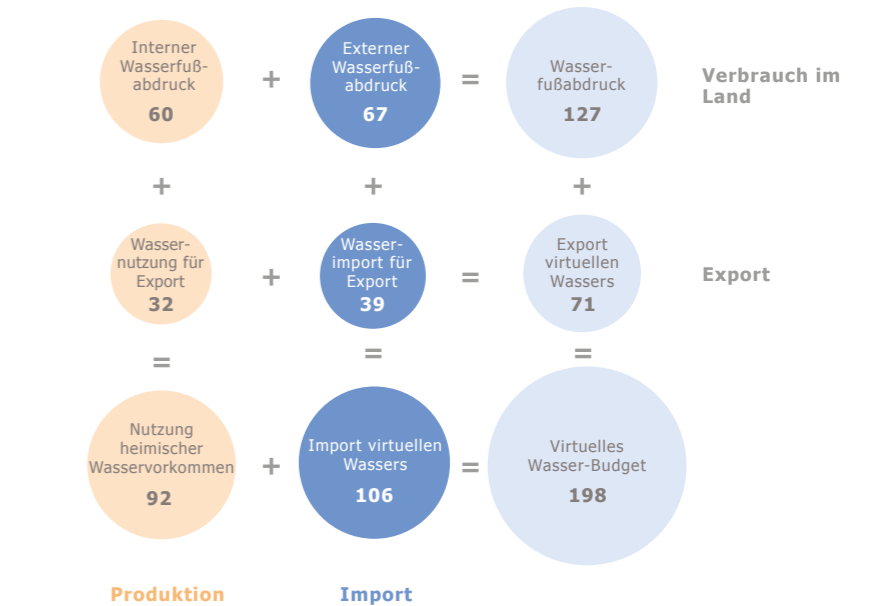 Interner
Wasserfuß-
abdruck
60
+
Externer
Wasserfuß-
abdruck
67
=
Wasser-
fußabdruck
127
Verbrauch im
Land
+
+
+
Wasser-
nutzung für
Export
32
+
Wasser-
import für
Export
39
=
Export
virtuellen
Wassers
71
Export
=
=
=
Nutzung
heimischer
Wasservorkommen
92
+
Import virtuellen
Wassers
106
=
Virtuelles
Wasser-Budget
198
Produktion
Import